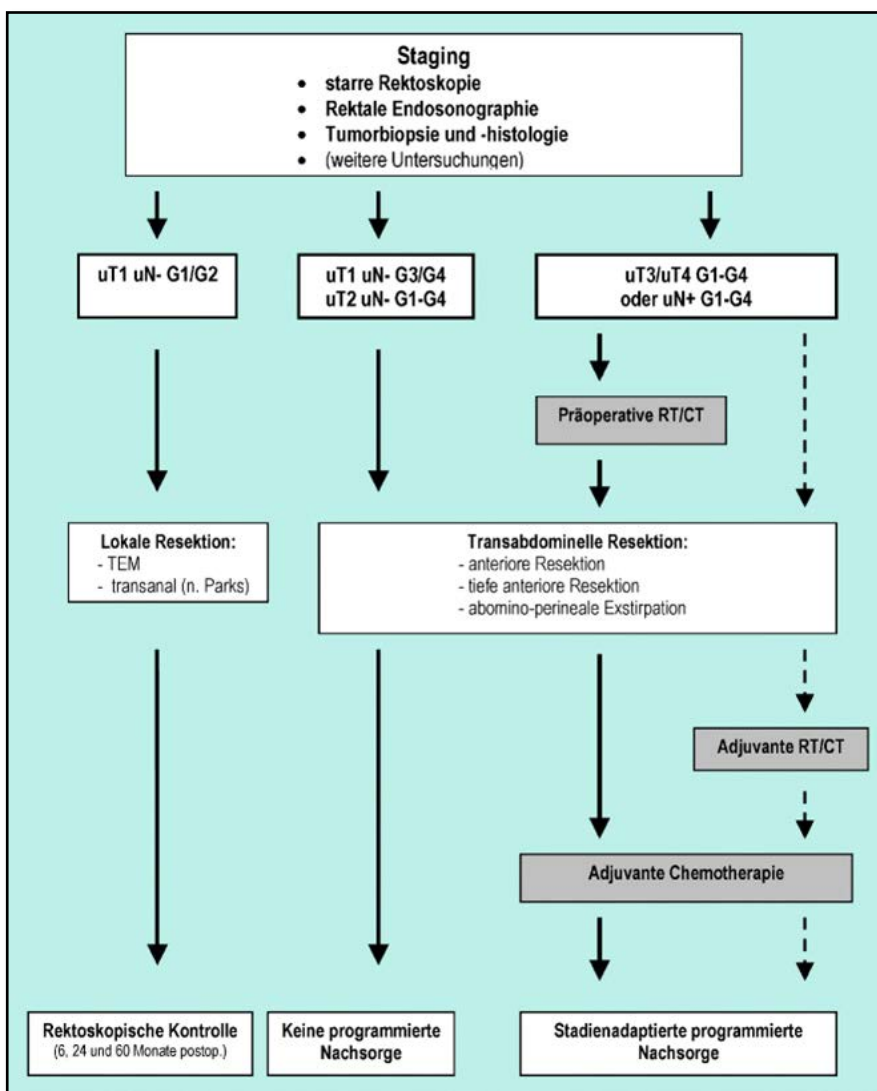 Staging
• starre Rektoskopie
• Rektale Endosonographie
• Tumorbiopsie und -histologie
• (weitere Untersuchungen)
uT1 uN- G1/G2
uT1 uN- G3/G4
uT2 uN- G1-G4
uT3/uT4 G1-G4
oder uN+ G1-G4
Präoperative RT/CT
Lokale Resektion:
- TEM
- transanal (n. Parks)
Transabdominelle Resektion:
- anteriore Resektion
- tiefe anteriore Resektion
- abomino-perineale Exstirpation
Adjuvante RT/CT
Adjuvante Chemotherapie
Rektoskopische Kontrolle
(6, 24 und 60 Monate postop.)
Keine programmierte
Nachsorge
Stadienadaptierte programmierte
Nachsorge